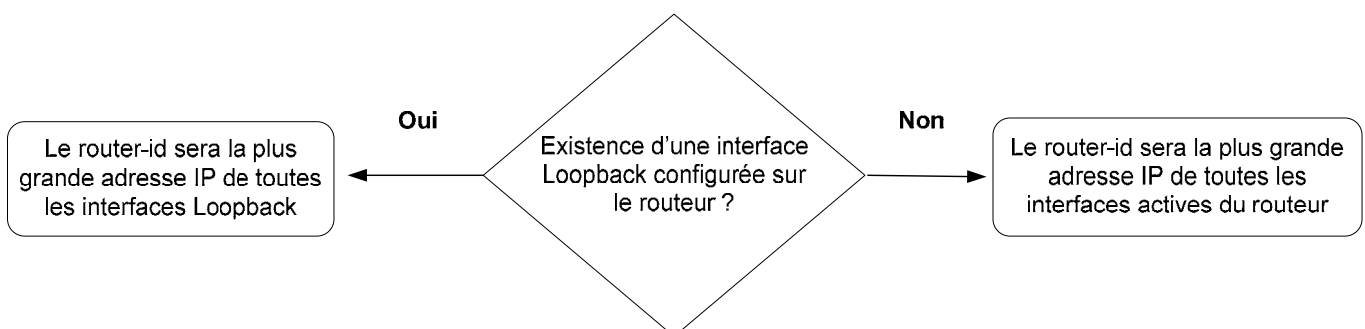 Oui
Non
Le router-id sera la plus
grande adresse IP de toutes
les interfaces Loopback
Existence d'une interface
Loopback configurée sur
le routeur ?
Le router-id sera la plus grande
adresse IP de toutes les
interfaces actives du routeur